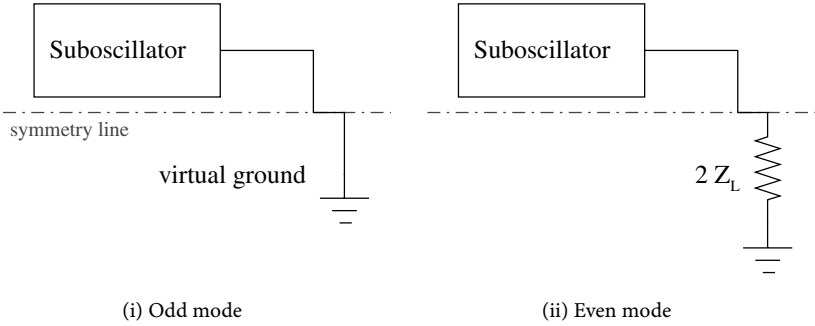 Suboscillator
symmetry line
virtual ground
(i) Odd mode
Suboscillator
2 Z_L
(ii) Even mode